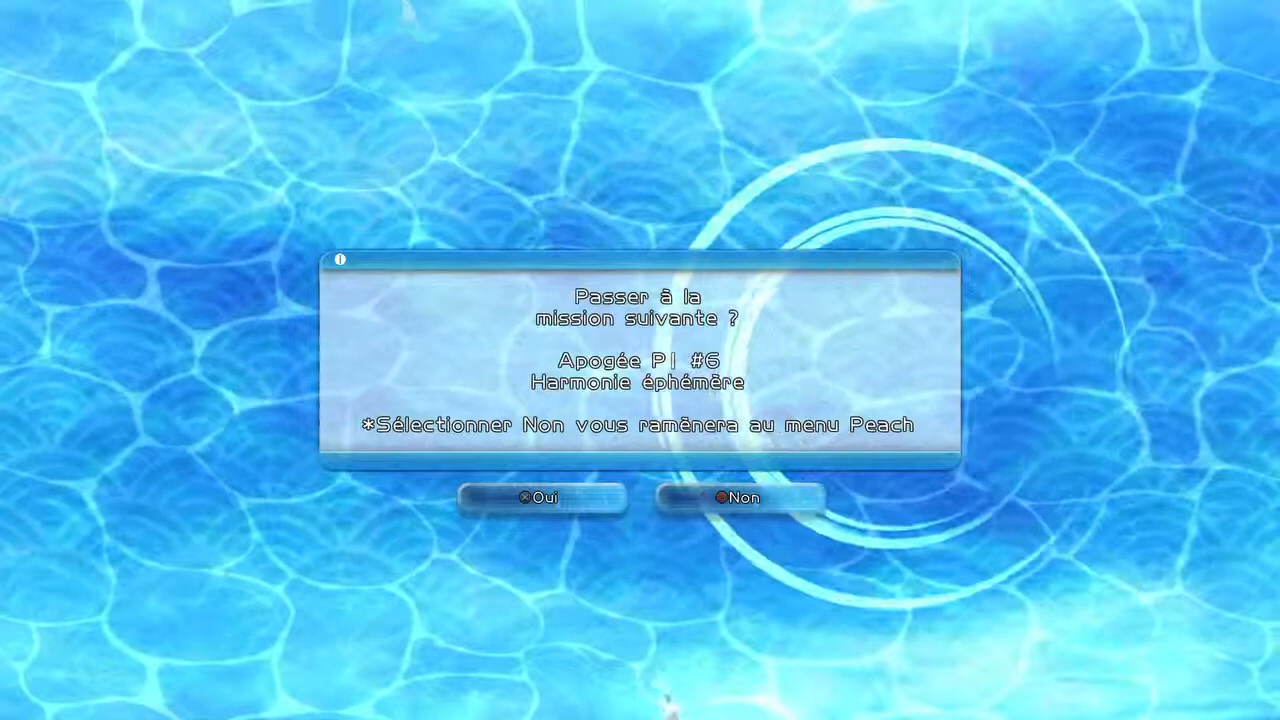 Passer à la
mission suivante ?
Apogée P1 #6
Harmonie éphémère
*Sélectionner Non vous ramènera au menu Peach
Oui
Non